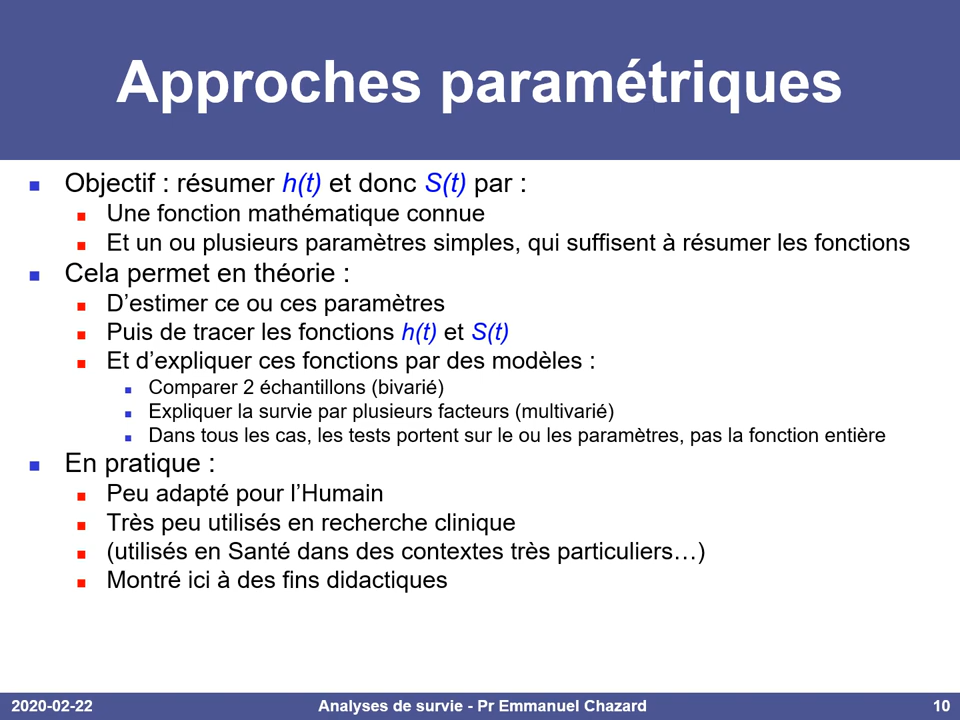 Approches paramétriques
Objectif : résumer h(t) et donc S(t) par :
Une fonction mathématique connue
Et un ou plusieurs paramètres simples, qui suffisent à résumer les fonctions
Cela permet en théorie :
D’estimer ce ou ces paramètres
Puis de tracer les fonctions h(t) et S(t)
Et d’expliquer ces fonctions par des modèles :
Comparer 2 échantillons (bivarié)
Expliquer la survie par plusieurs facteurs (multivarié)
Dans tous les cas, les tests portent sur le ou les paramètres, pas la fonction entière
En pratique :
Peu adapté pour l’Humain
Très peu utilisés en recherche clinique
(utilisés en Santé dans des contextes très particuliers…)
Montré ici à des fins didactiques
2020-02-22 Analyses de survie - Pr Emmanuel Chazard 10